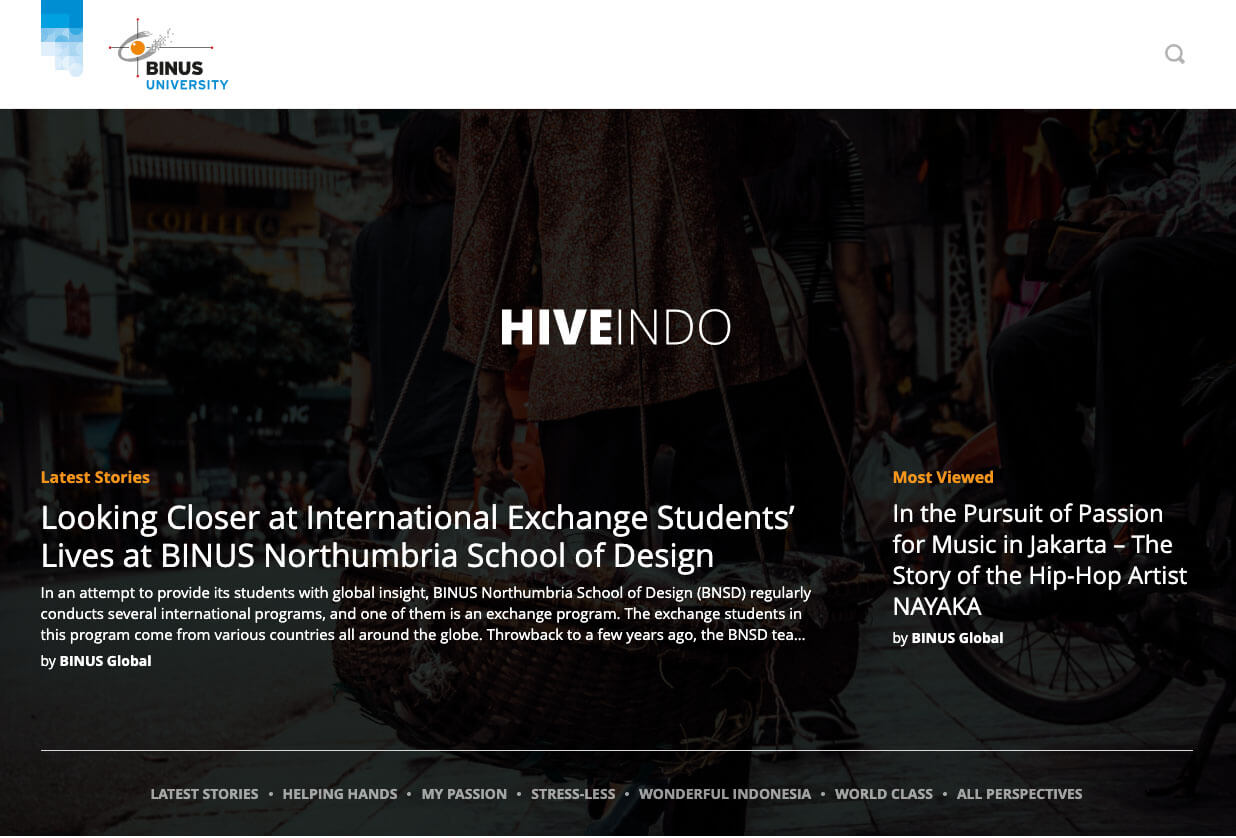 BINUS
UNIVERSITY
COFFEE
HIVEINDO
Latest Stories
Looking Closer at International Exchange Students’
Lives at BINUS Northumbria School of Design
In an attempt to provide its students with global insight, BINUS Northumbria School of Design (BNSD) regularly
conducts several international programs, and one of them is an exchange program. The exchange students in
this program come from various countries all around the globe. Throwback to a few years ago, the BNSD tea...
by BINUS Global
Most Viewed
In the Pursuit of Passion
for Music in Jakarta – The
Story of the Hip-Hop Artist
NAYAKA
by BINUS Global
LATEST STORIES • HELPING HANDS • MY PASSION • STRESS-LESS • WONDERFUL INDONESIA • WORLD CLASS • ALL PERSPECTIVES